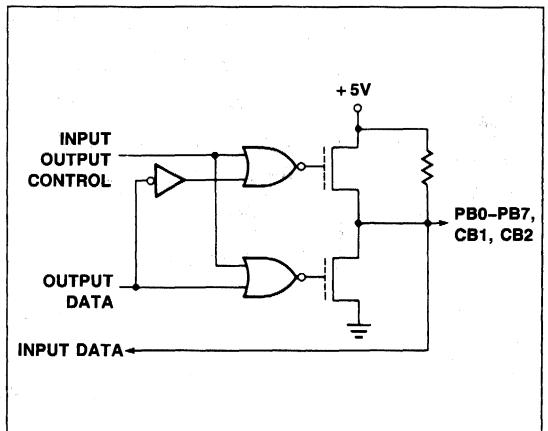 +5V
INPUT
OUTPUT
CONTROL
PB0-PB7,
CB1, CB2
OUTPUT
DATA
INPUT DATA